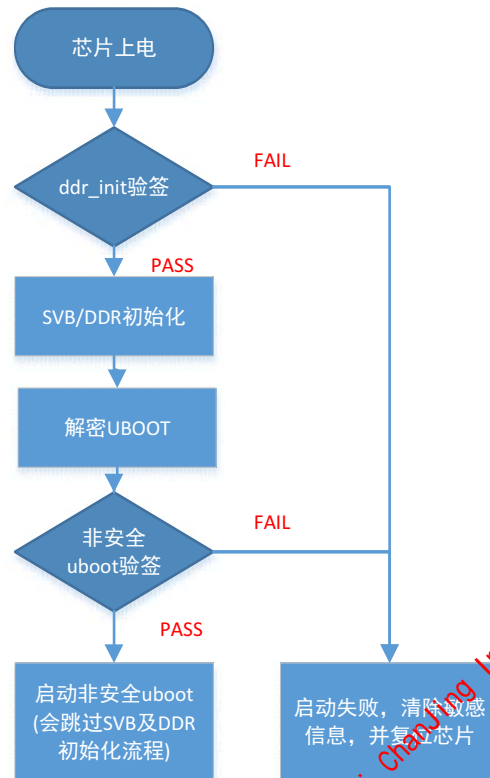 芯片上电
ddr_init验签
FAIL
PASS
SVB/DDR初始化
解密UBOOT
非安全
uboot验签
FAIL
PASS
启动非安全uboot
(会跳过SVB及DDR
初始化流程)
启动失败，清除敏感
信息，并复位芯片
ChanJing